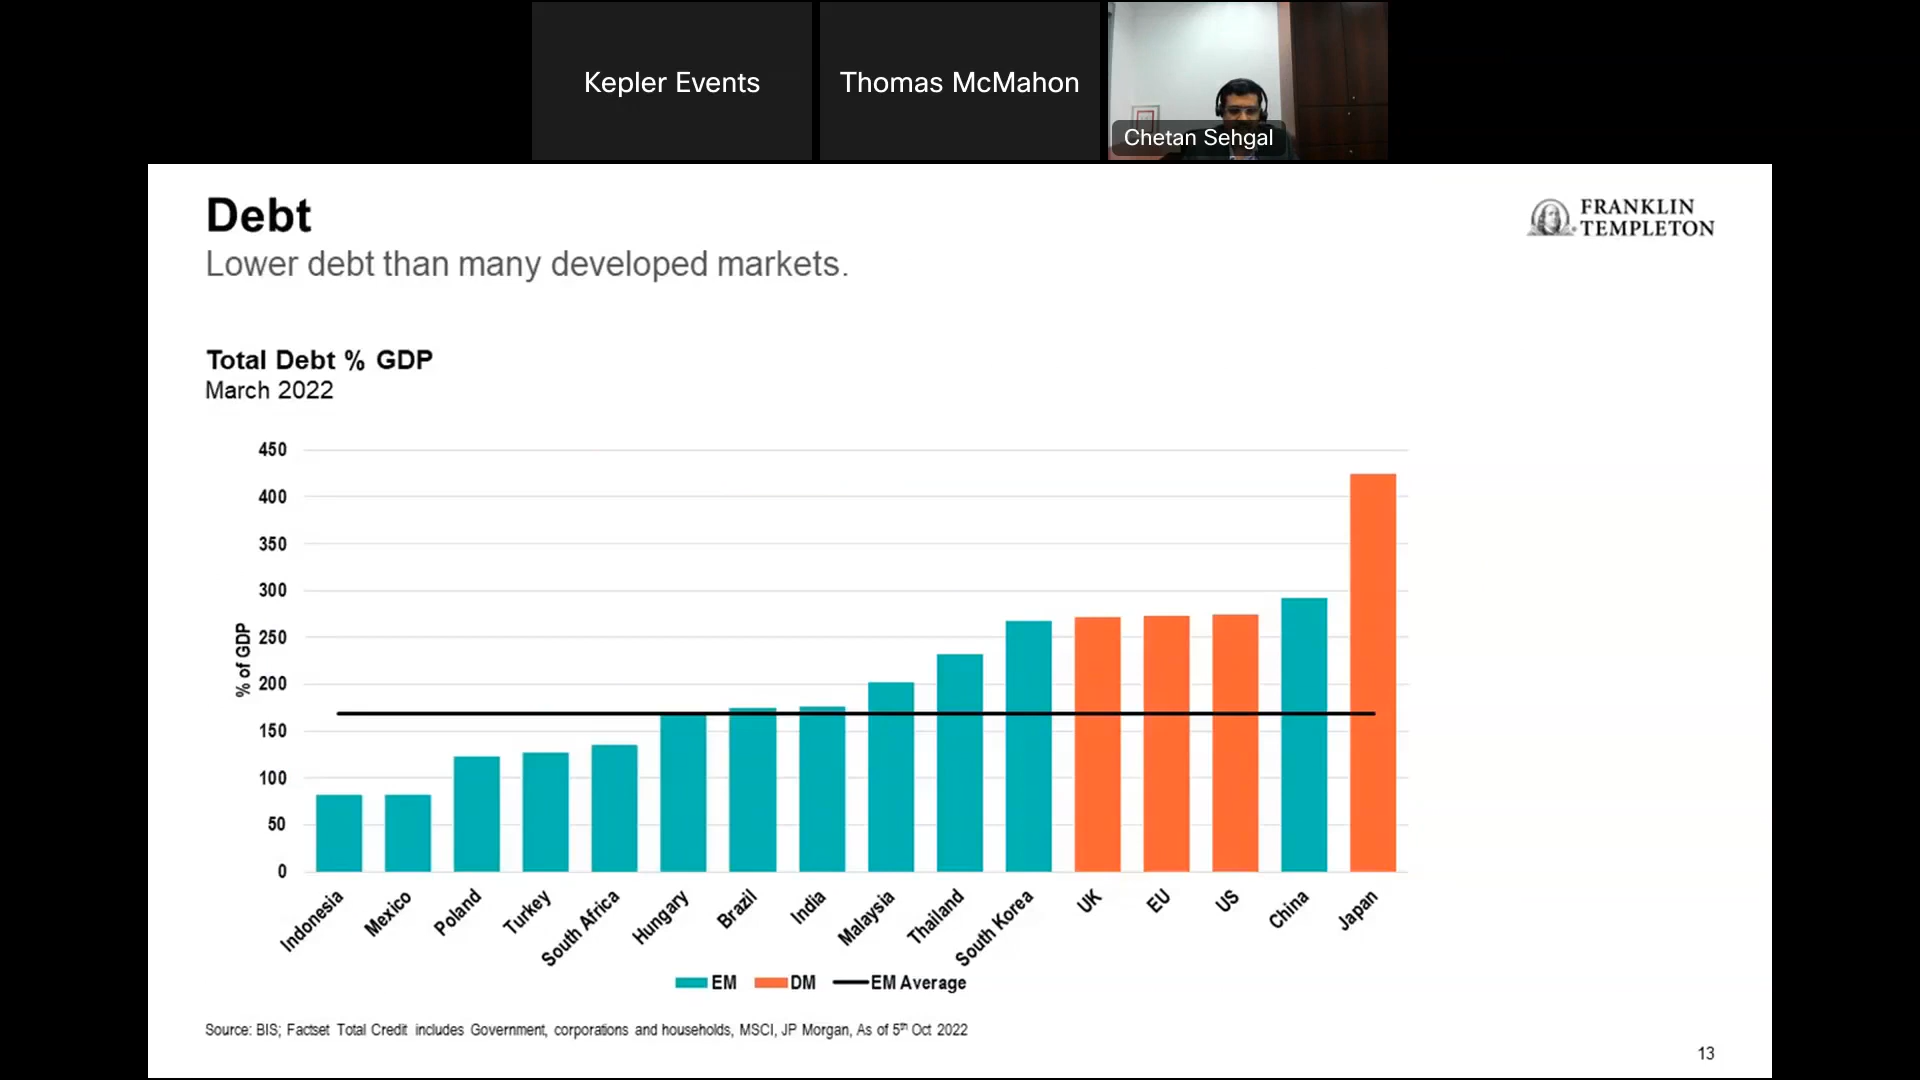 Kepler Events
Thomas McMahon
Chetan Sehgal
Debt
Lower debt than many developed markets.
FRANKLIN
TEMPLETON
Total Debt % GDP
March 2022
% of GDP
450
400
350
300
250
200
150
100
50
0
Indonesia
Mexico
Poland
Turkey
South Africa
Hungary
Brazil
India
Malaysia
Thailand
South Korea
UK
EU
US
China
Japan
EM DM EM Average
Source: BIS; Factset Total Credit includes Government, corporations and households, MSCI, JP Morgan, As of 5th Oct 2022
13